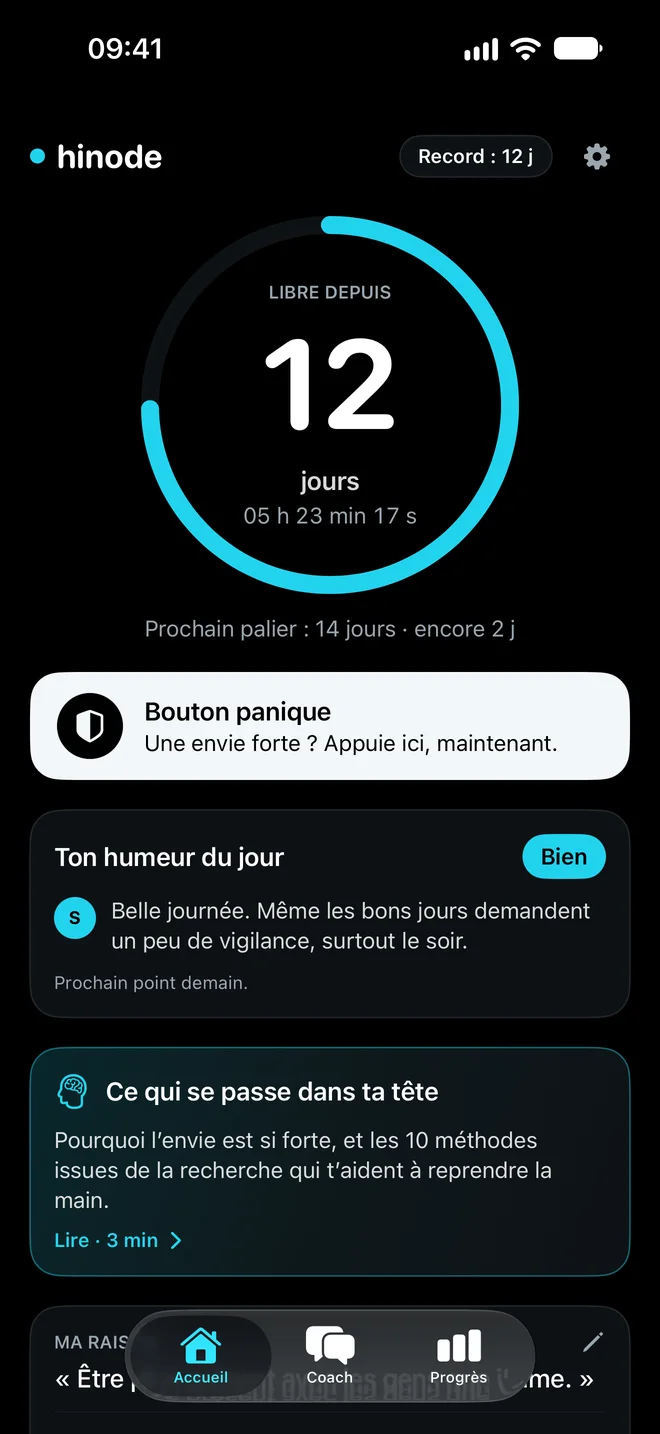 09:41
hinode
Record : 12 j
LIBRE DEPUIS
12
jours
05 h 23 min 17 s
Prochain palier : 14 jours · encore 2 j
Bouton panique
Une envie forte ? Appuie ici, maintenant.
Ton humeur du jour
Bien
S
Belle journée. Même les bons jours demandent
un peu de vigilance, surtout le soir.
Prochain point demain.
Ce qui se passe dans ta tête
Pourquoi l’envie est si forte, et les 10 méthodes
issues de la recherche qui t’aident à reprendre la
main.
Lire · 3 min
MA RAIS
« Être
me. »
Accueil
Coach
Progrès